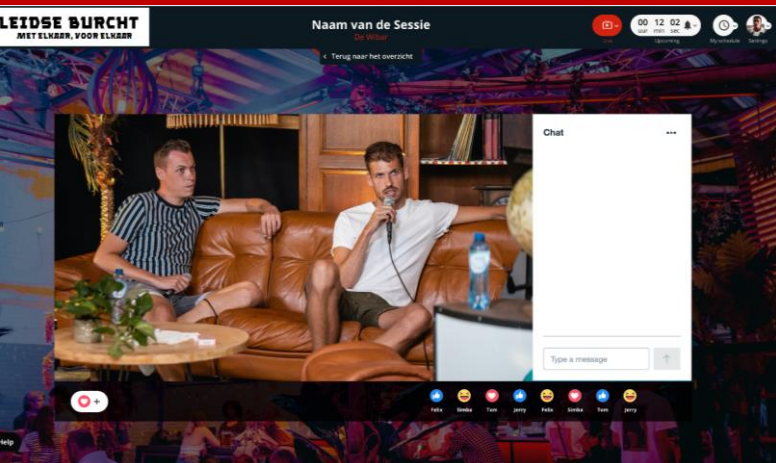 LEIDSE BURCHT
MET ELKAAR, VOOR ELKAAR
Naam van de Sessie
De Wibar
< Terug naar het overzicht
00 12 02
uur min sec
Upcoming
My schedule
Settings
Chat
Type a message
Felix Simba Tom Jerry Felix Simba Tom Jerry
Help